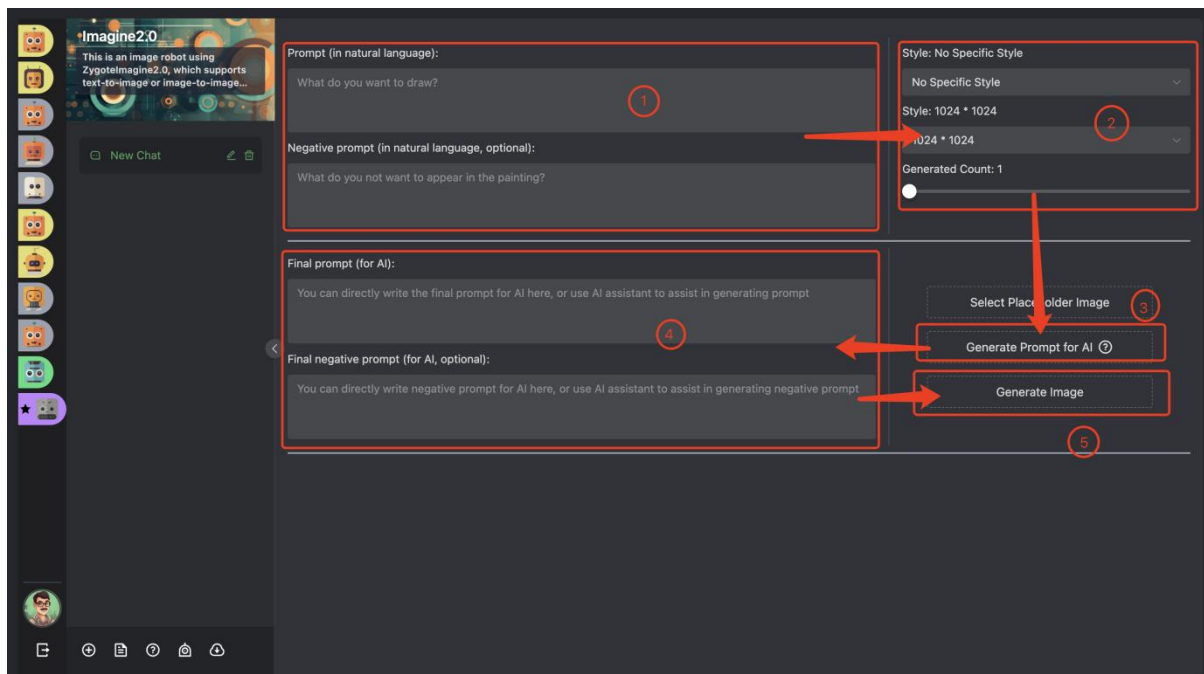 Imagine2.0
This is an image robot using
ZygoteImagine2.0, which supports
text-to-image or image-to-image...
New Chat
Prompt (in natural language):
What do you want to draw?
1
Negative prompt (in natural language, optional):
What do you not want to appear in the painting?
Style: No Specific Style
No Specific Style
Style: 1024 * 1024
2
1024 * 1024
Generated Count: 1
Final prompt (for AI):
You can directly write the final prompt for AI here, or use AI assistant to assist in generating prompt
4
Final negative prompt (for AI, optional):
You can directly write negative prompt for AI here, or use AI assistant to assist in generating negative prompt
Select Placeholder Image
3
Generate Prompt for AI ?
Generate Image
5